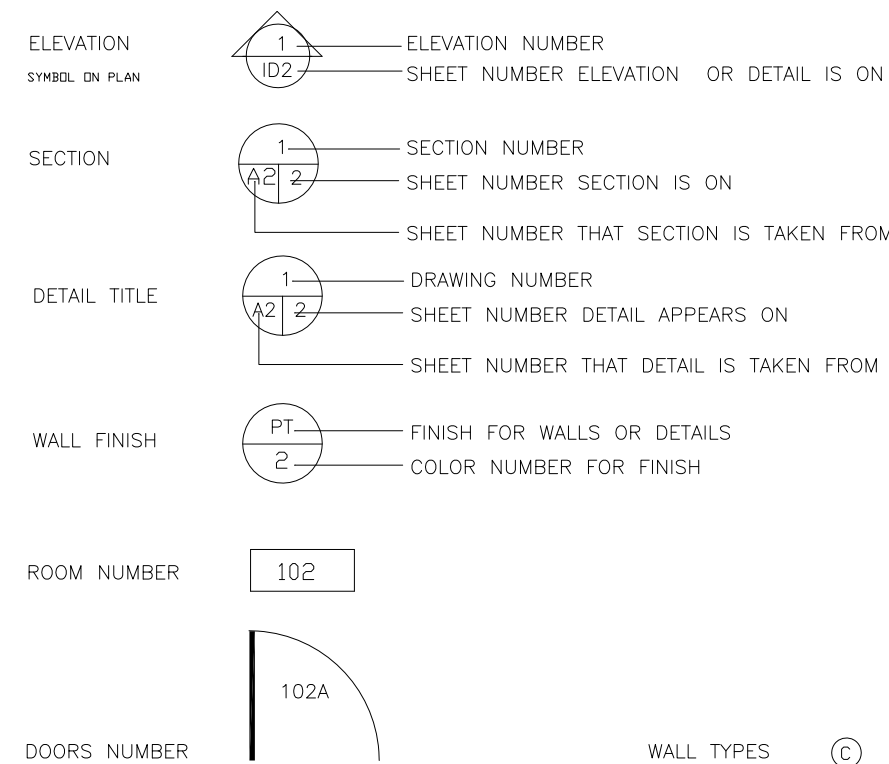 ELEVATION
SYMBOL ON PLAN
1
ID2
ELEVATION NUMBER
SHEET NUMBER ELEVATION OR DETAIL IS ON
SECTION
1
A2 2
SECTION NUMBER
SHEET NUMBER SECTION IS ON
SHEET NUMBER THAT SECTION IS TAKEN FROM
DETAIL TITLE
1
A2 2
DRAWING NUMBER
SHEET NUMBER DETAIL APPEARS ON
SHEET NUMBER THAT DETAIL IS TAKEN FROM
WALL FINISH
PT
2
FINISH FOR WALLS OR DETAILS
COLOR NUMBER FOR FINISH
ROOM NUMBER
102
102A
DOORS NUMBER
WALL TYPES
C